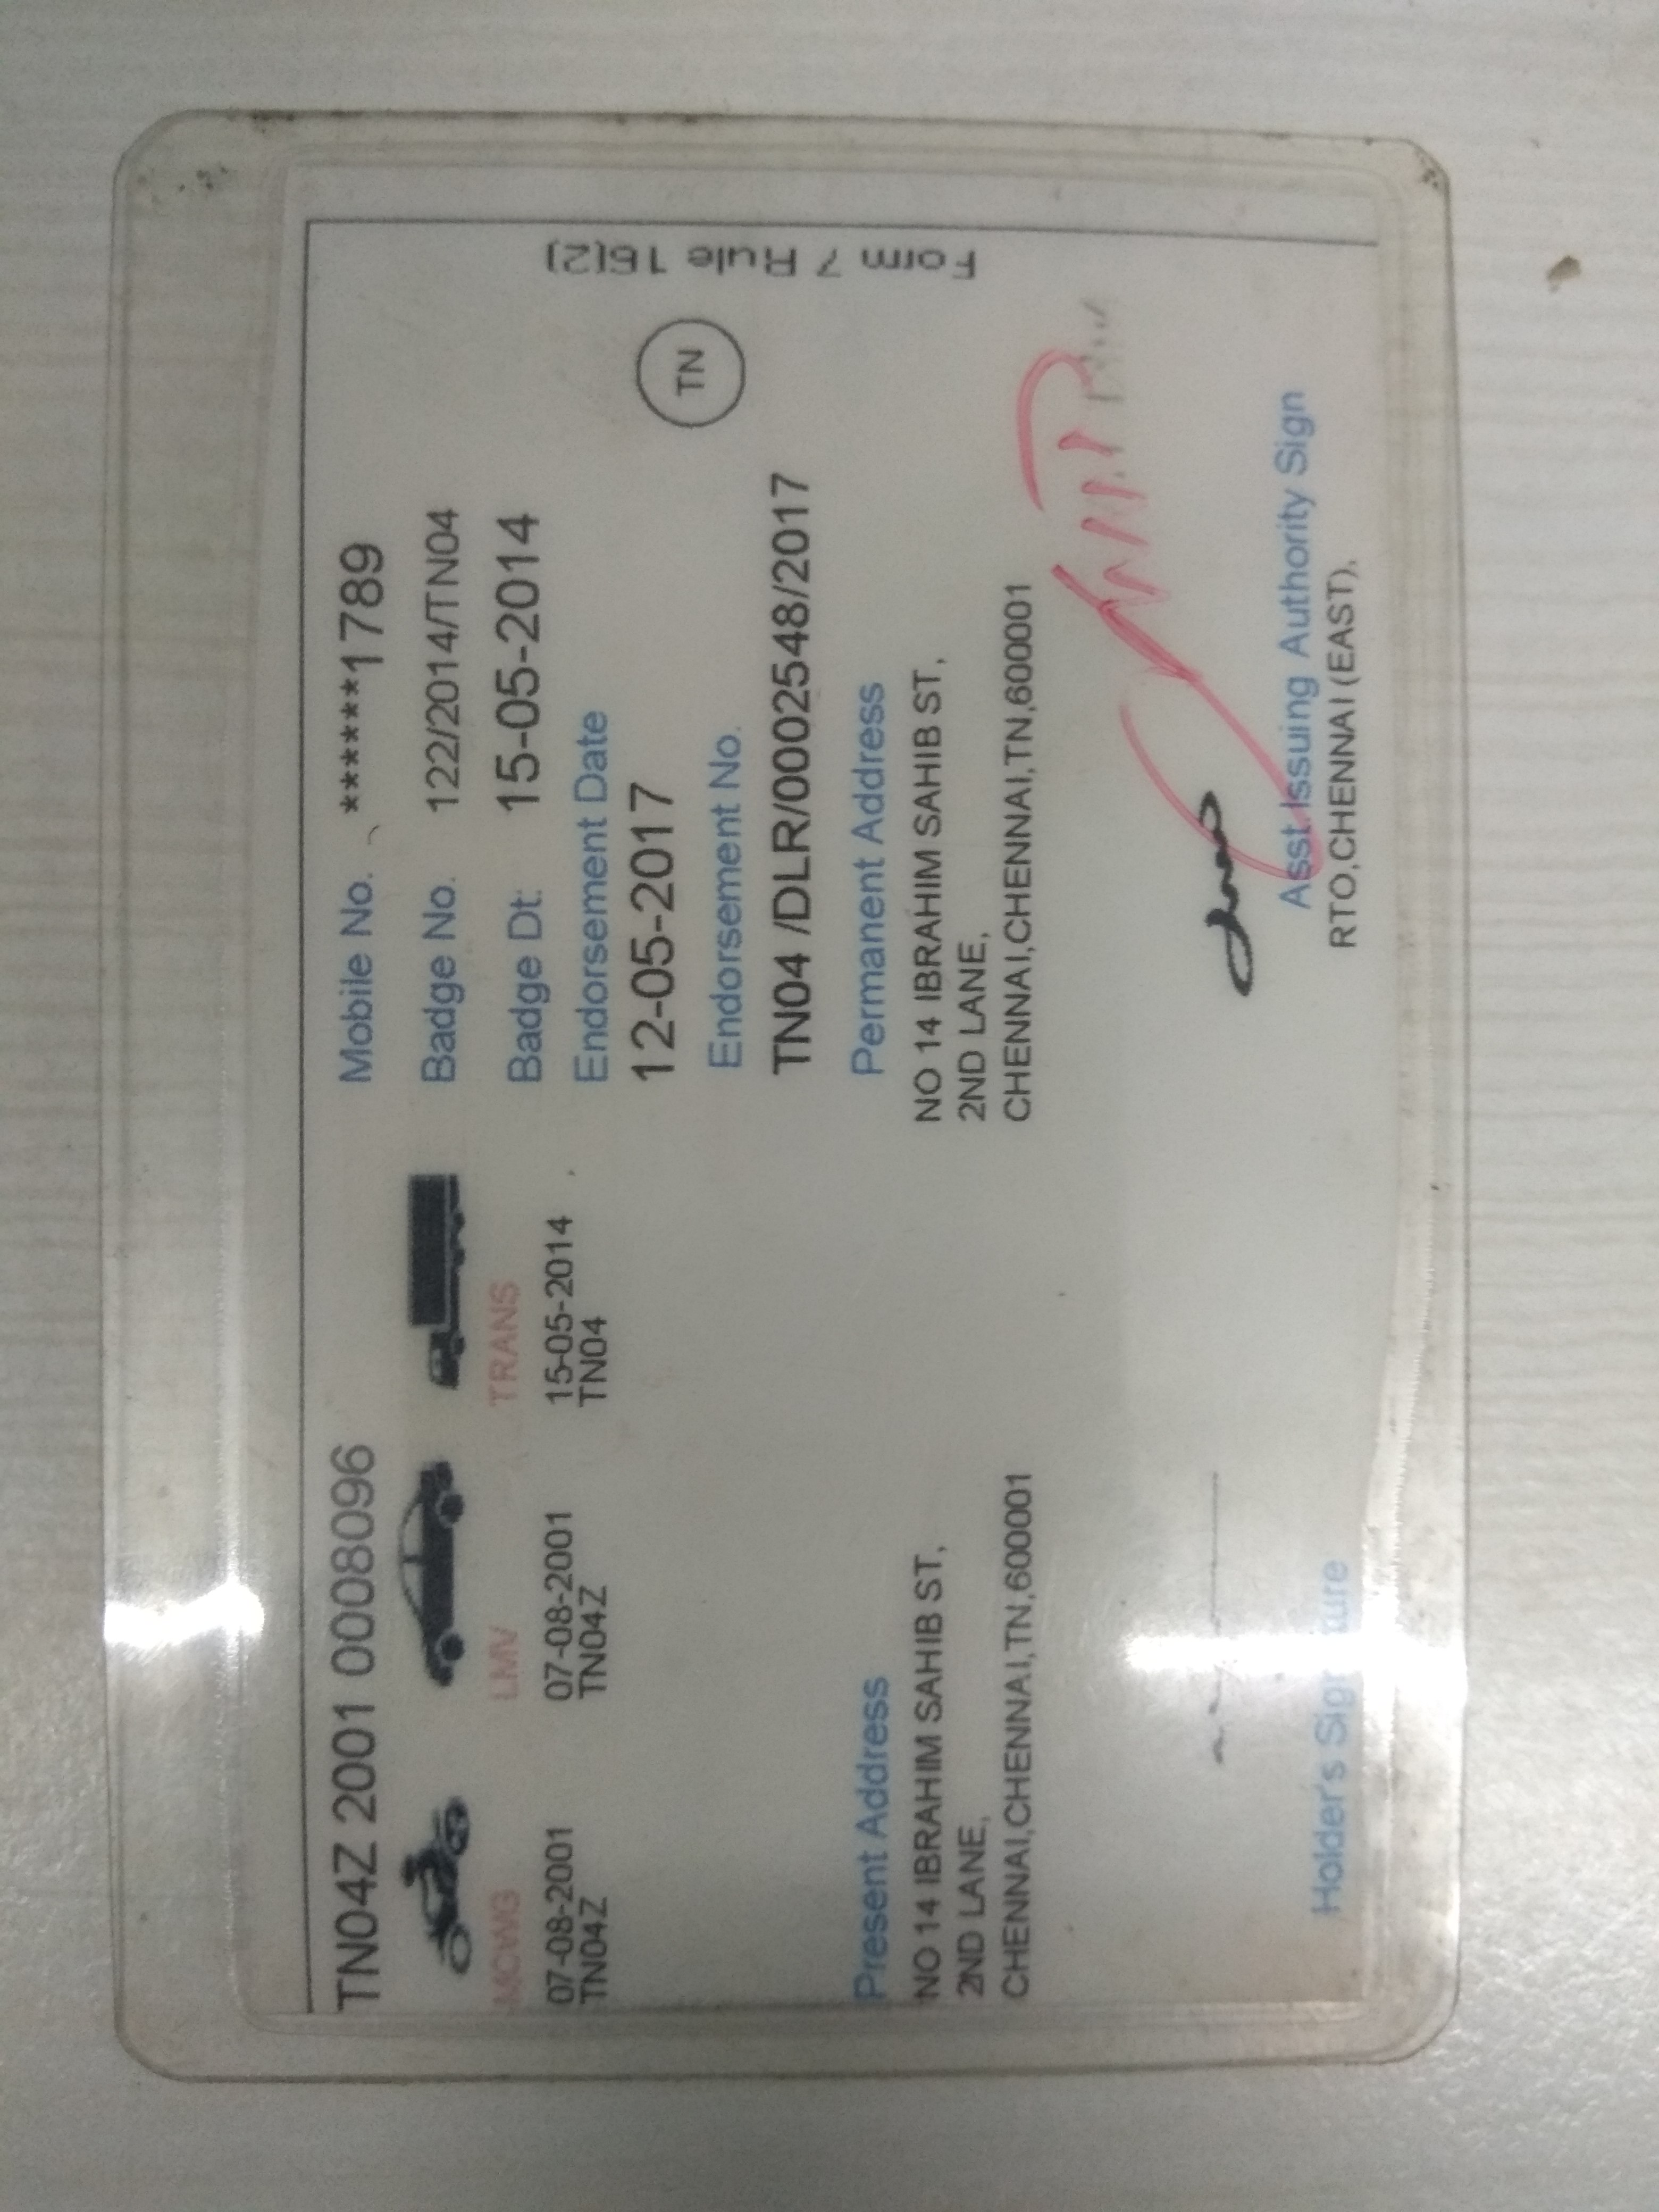 TN04Z 2001 0008096
Mobile No. ******1789
Badge No. 122/2014/TN04
Badge Dt: 15-05-2014
MCWG LMV TRANS
07-08-2001 07-08-2001 15-05-2014
TN04Z TN04Z TN04
Endorsement Date
12-05-2017
TN
Endorsement No.
TN04 /DLR/0002548/2017
Form 7 Rule 16(2)
Present Address
NO 14 IBRAHIM SAHIB ST,
2ND LANE,
CHENNAI,CHENNAI,TN,600001
Permanent Address
NO 14 IBRAHIM SAHIB ST,
2ND LANE,
CHENNAI,CHENNAI,TN,600001
Holder's Signature
Asst.Issuing Authority Sign
RTO,CHENNAI (EAST),